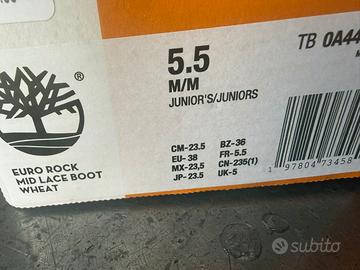 5.5
M/M
JUNIOR'S/JUNIORS
TB 0A44
CM-23.5 BZ-36
EU-38 FR-5.5
MX-23,5 CN-235(1)
JP-23.5 UK-5
®
EURO ROCK
MID LACE BOOT
WHEAT
1 97804 73458
subito